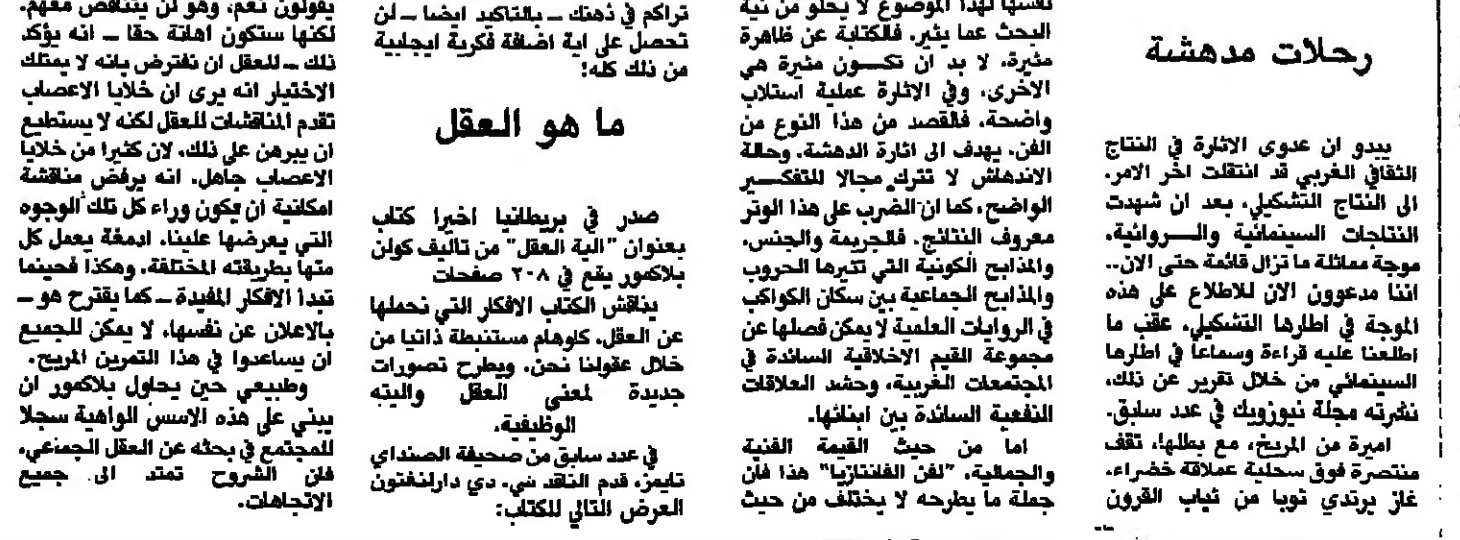 رحلات مدهشة
يبدو ان عدوى الاثارة في النتاج
الثقافي الغربي قد انتقلت اخر الامر.
الى النتاج التشكيلي، بعد ان شهدت
النتاجات السينمائية والـــروائية.
موجة مماثلة ما تزال قائمة حتى الان..
اننا مدعوون الان للاطلاع على هذه
الموجة في اطارها التشكيلي، عقب ما
اطلعنا عليه قراءة وسماعا في اطارها
السينمائي من خلال تقرير عن ذلك،
نشرته مجلة نيوزويك في عدد سابق.
اميرة من المريخ، مع بطلها، تقف
منتصرة فوق سحلية عملاقة خضراء،
غاز يرتدي ثوبا من ثياب القرون
نفسها لهذا الموضوع لا يخلو من نية
البحث عما يثير. فالكتابة عن ظاهرة
مثيرة، لا بد ان تكـــون مثيرة هي
الاخرى، وفي الاثارة عملية استلاب
واضحة، فالقصد من هذا النوع من
الفن، يهدف الى اثارة الدهشة، وحالة
الاندهاش لا تترك مجالا للتفكـــير
الواضح، كما ان الضرب على هذا الوتر
معروف النتائج. فالجريمة والجنس،
والمذابح الكونية التي تثيرها الحروب
والمذابح الجماعية بين سكان الكواكب
في الروايات العلمية لا يمكن فصلها عن
مجموعة القيم الاخلاقية السائدة في
المجتمعات الغربية، وحشد العلاقات
النفعية السائدة بين ابنائها.
اما من حيث القيمة الفنية
والجمالية، "لفن الفانتازيا" هذا فان
جملة ما يطرحه لا يختلف من حيث
تراكم في ذهنك ــ بالتاكيد ايضا ــ لن
تحصل على اية اضافة فكرية ايجابية
من ذلك كله!
ما هو العقل
صدر في بريطانيا اخيرا كتاب
بعنوان "الية العقل" من تاليف كولن
بلاكمور يقع في ٢٠٨ صفحات
يناقش الكتاب الافكار التي نحملها
عن العقل، كاوهام مستنبطة ذاتيا من
خلال عقولنا نحن، ويطرح تصورات
جديدة لمعنى العقل واليته
الوظيفية.
في عدد سابق من صحيفة الصنداي
تايمز، قدم الناقد سي. دي دارلنغتون
العرض التالي للكتاب:
يقولون نعم، وهو لن يتناقض معهم.
لكنها ستكون اهانة حقا ــ انه يؤكد
ذلك ــ للعقل ان نفترض بانه لا يمتلك
الاختيار انه يرى ان خلايا الاعصاب
تقدم المناقشات للعقل لكنه لا يستطيع
ان يبرهن على ذلك، لان كثيرا من خلايا
الاعصاب جاهل. انه يرفض مناقشة
امكانية ان يكون وراء كل تلك الوجوه
التي يعرضها علينا، ادمغة يعمل كل
منها بطريقته المختلفة، وهكذا فحينما
تبدا الافكار المفيدة ــ كما يقترح هو ــ
بالاعلان عن نفسها، لا يمكن للجميع
ان يساعدوا في هذا التمرين المريح.
وطبيعي حين يحاول بلاكمور ان
يبني على هذه الاسس الواهية سجلا
للمجتمع في بحثه عن العقل الجمعي،
فان الشروح تمتد الى جميع
الاتجاهات.